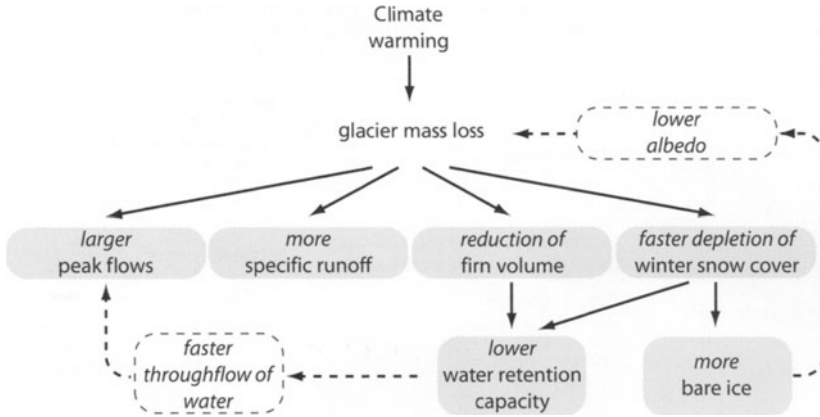 Climate
warming
glacier mass loss
lower
albedo
larger
peak flows
more
specific runoff
reduction of
firn volume
faster depletion of
winter snow cover
faster
throughflow of
water
lower
water retention
capacity
more
bare ice